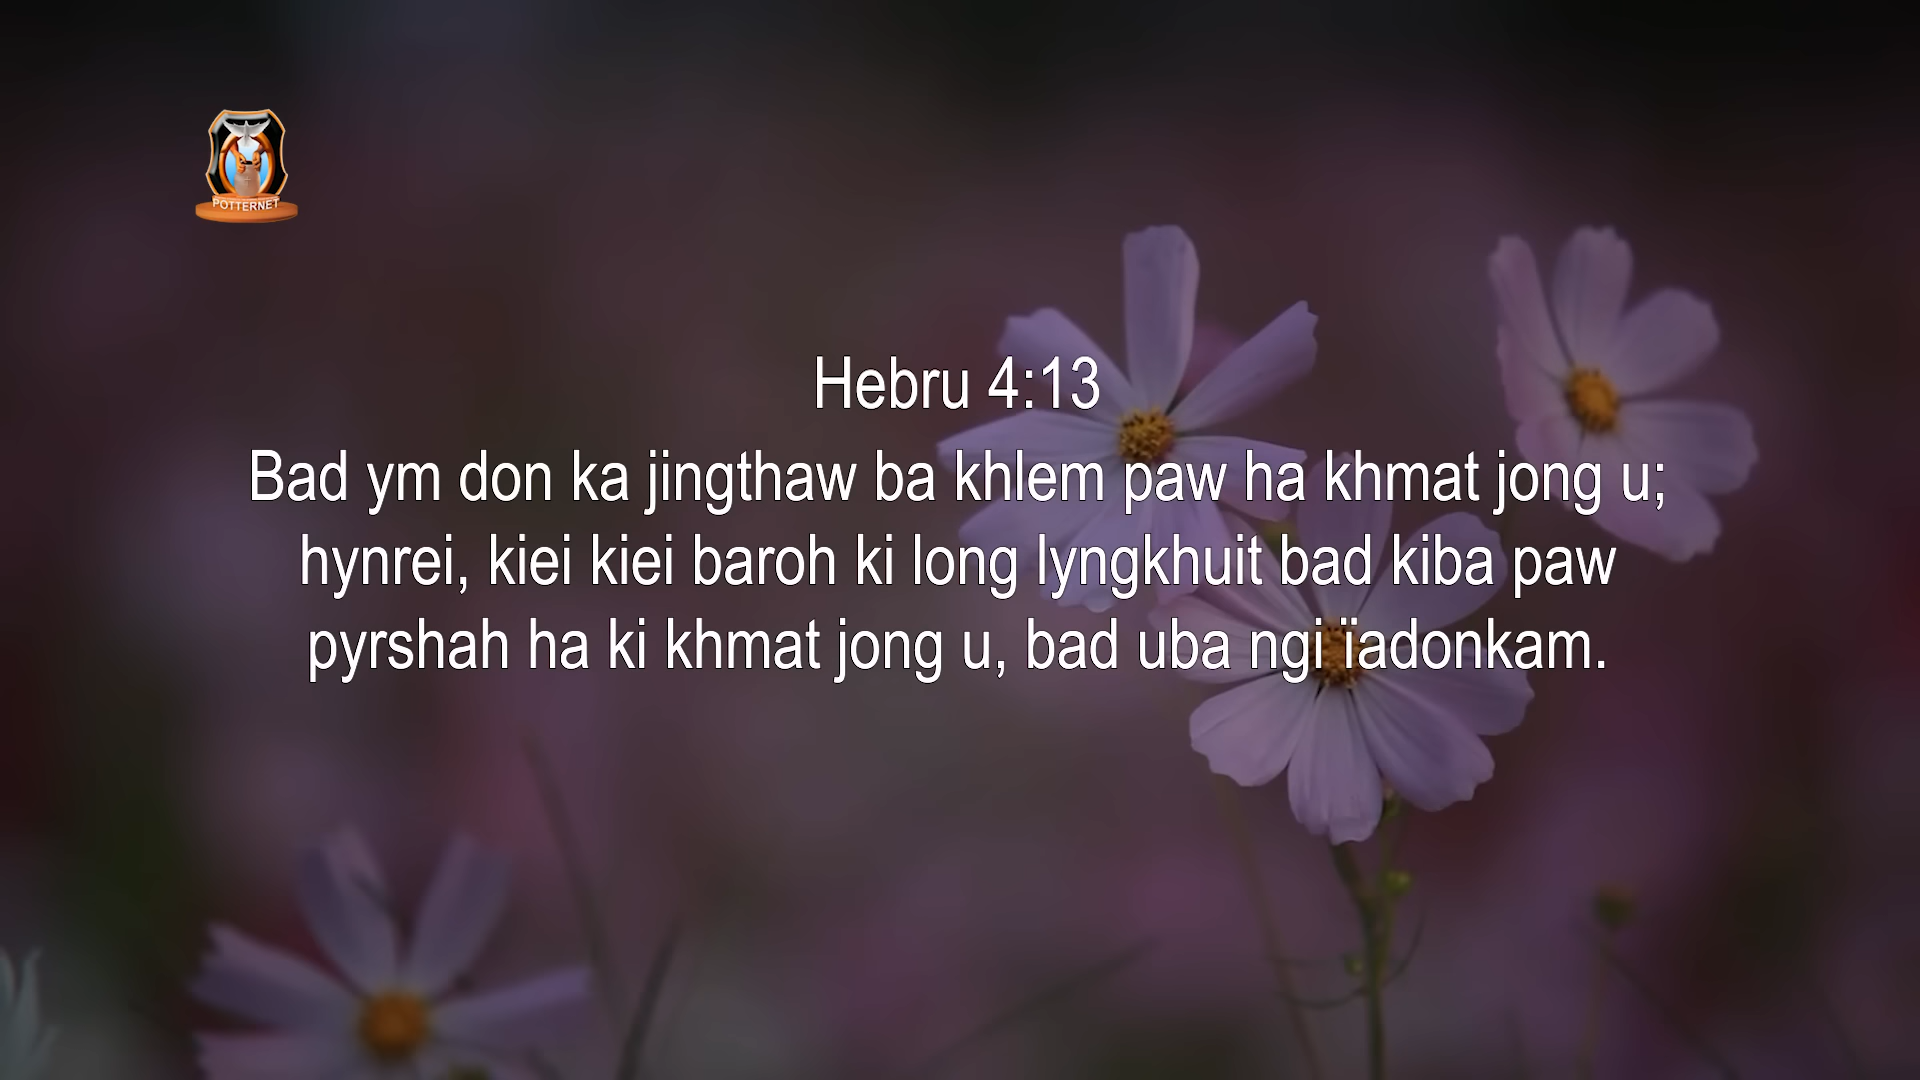 POTTERNET
Hebru 4:13
Bad ym don ka jingthaw ba khlem paw ha khmat jong u;
hynrei, kiei kiei baroh ki long lyngkhuit bad kiba paw
pyrshah ha ki khmat jong u, bad uba ngi ïadonkam.